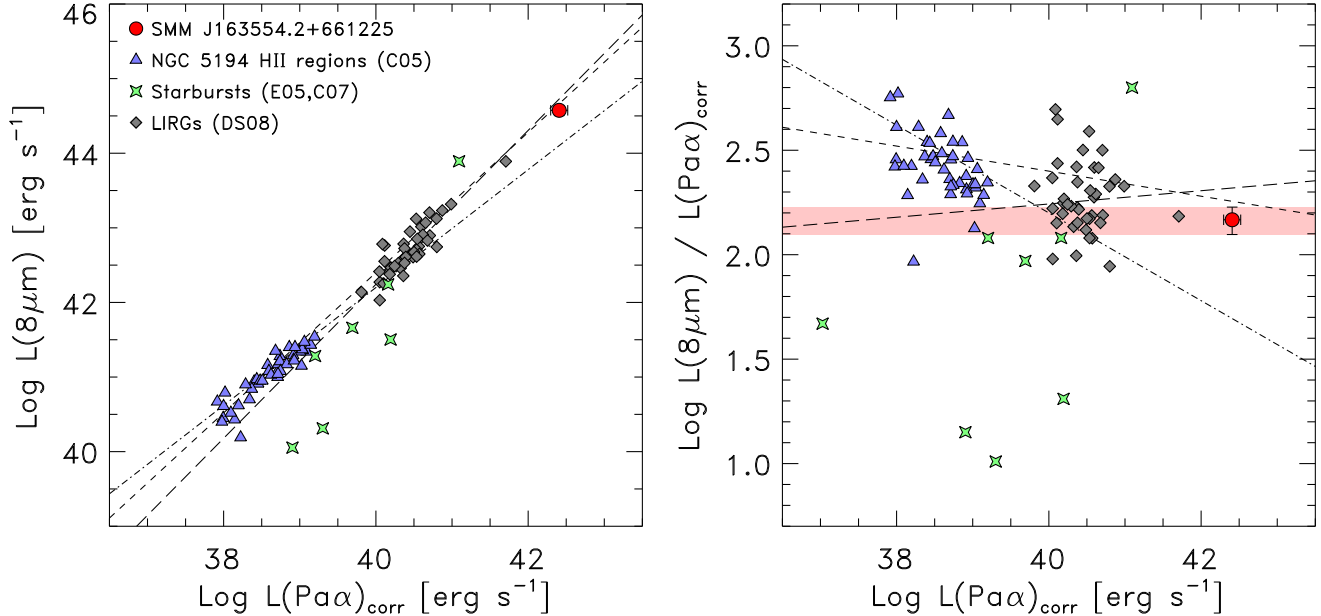 46
44
42
40
38 40 42
Log L(8μm) [erg s⁻¹]
Log L(Paα)corr [erg s⁻¹]
SMM J163554.2+661225
NGC 5194 HII regions (C05)
Starbursts (E05,C07)
LIRGs (DS08)
3.0
2.5
2.0
1.5
1.0
38 40 42
Log L(8μm) / L(Paα)corr
Log L(Paα)corr [erg s⁻¹]